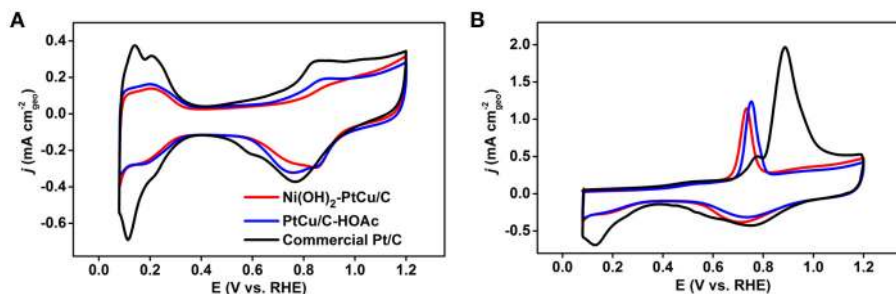 A
B
j (mA cm⁻²geo)
0.4
0.2
0.0
-0.2
-0.4
-0.6
0.0 0.2 0.4 0.6 0.8 1.0 1.2
E (V vs. RHE)
Ni(OH)₂-PtCu/C
PtCu/C-HOAc
Commercial Pt/C
j (mA cm⁻²geo)
2.0
1.5
1.0
0.5
0.0
-0.5
0.0 0.2 0.4 0.6 0.8 1.0 1.2
E (V vs. RHE)